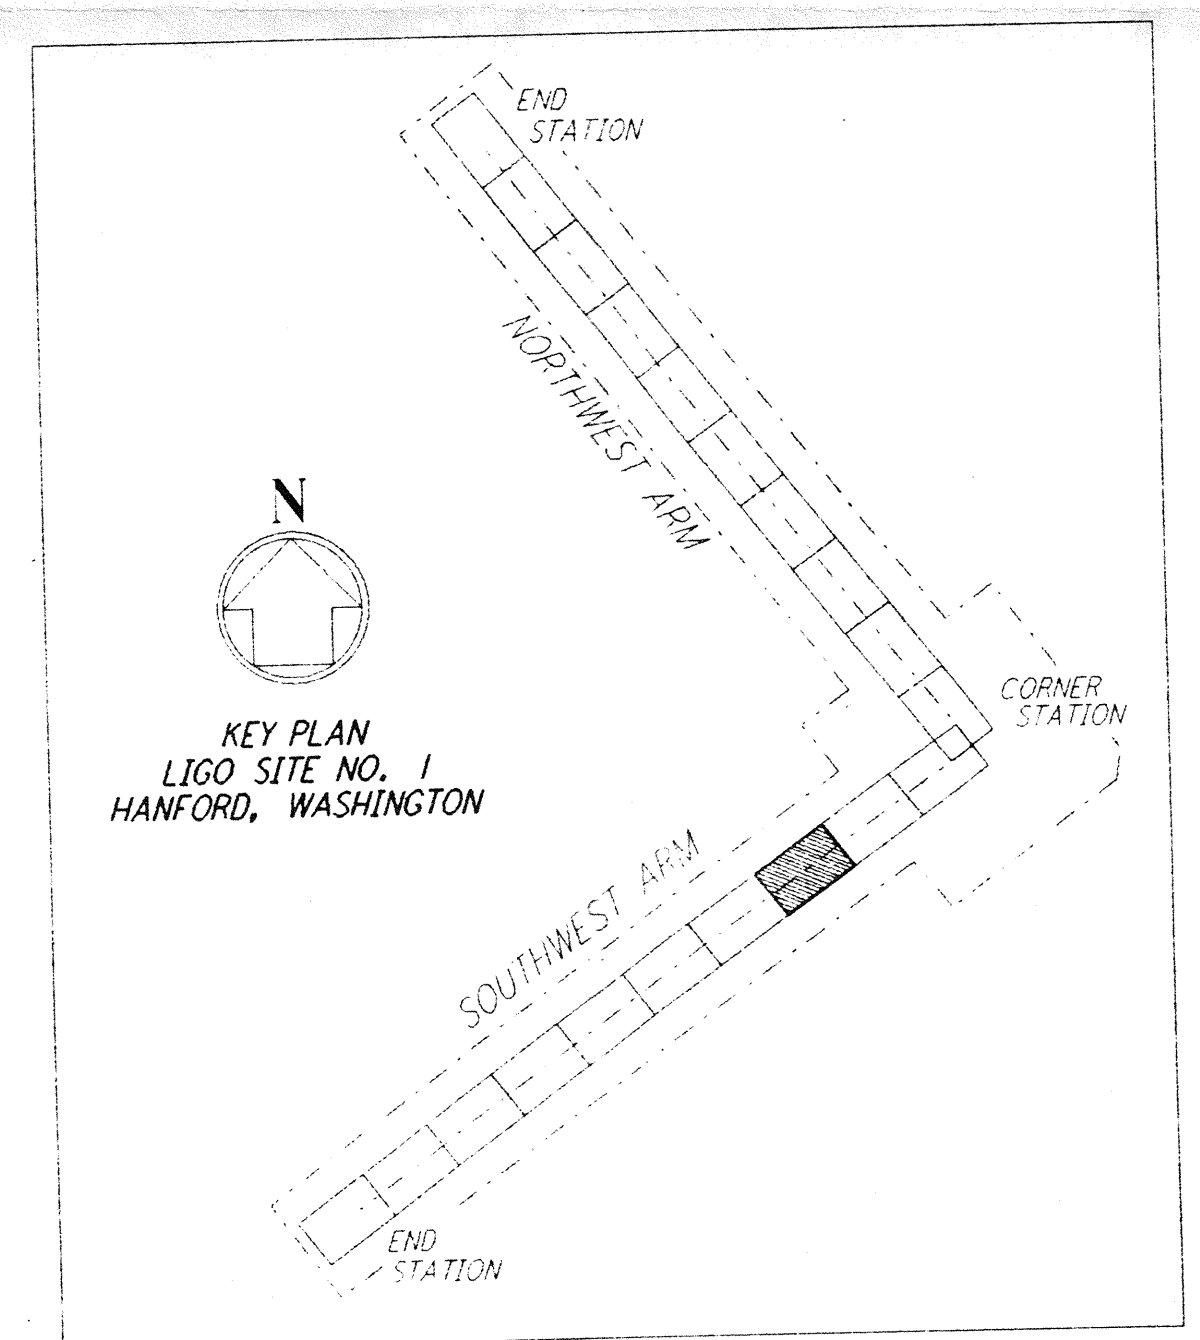 END
STATION
NORTHWEST ARM
N
CORNER
STATION
KEY PLAN
LIGO SITE NO. 1
HANFORD, WASHINGTON
SOUTHWEST ARM
END
STATION